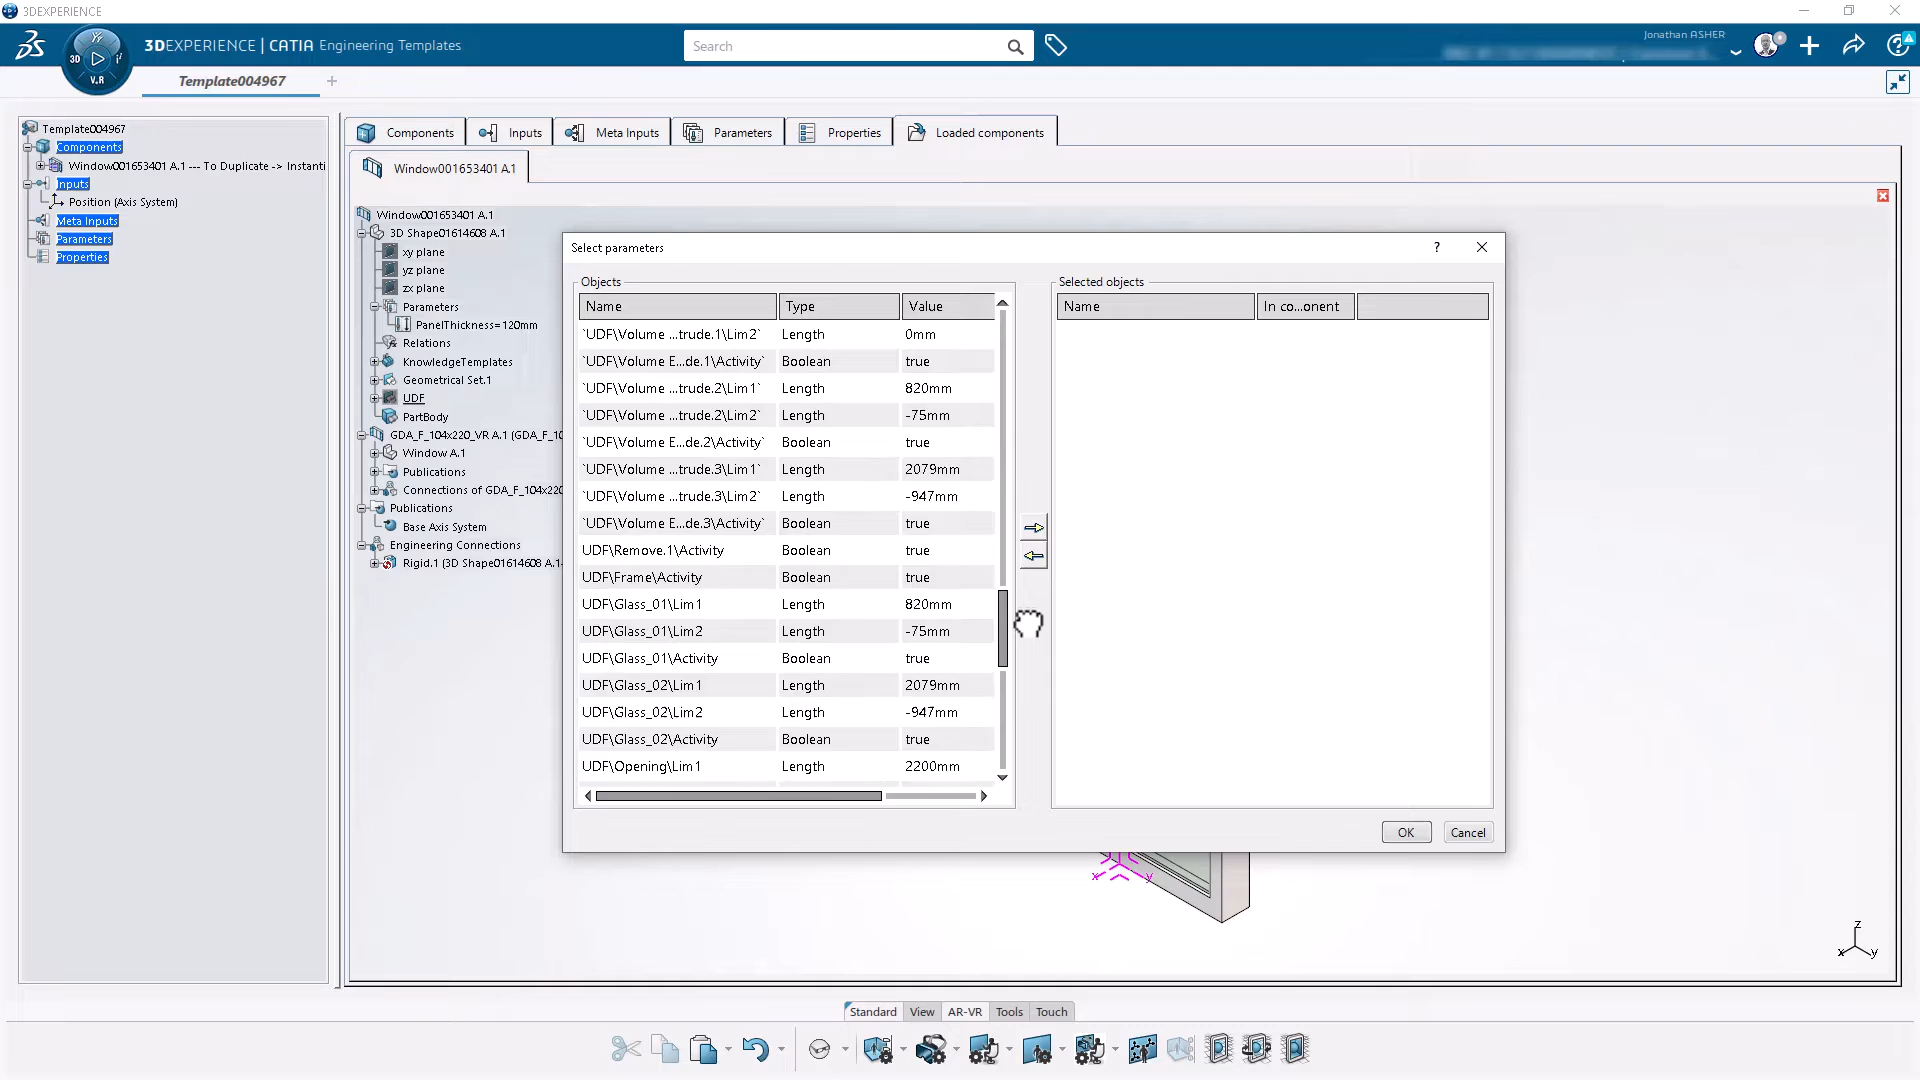 3DEXPERIENCE
3DEXPERIENCE | CATIA Engineering Templates
Search
Jonathan ASHER
3D
V.R
Template004967
Template004967
Components
Window001653401 A.1 --- To Duplicate -> Instanti
Inputs
Position (Axis System)
Meta Inputs
Parameters
Properties
Components
Inputs
Meta Inputs
Parameters
Properties
Loaded components
Window001653401 A.1
Window001653401 A.1
3D Shape01614608 A.1
xy plane
yz plane
zx plane
Parameters
PanelThickness=120mm
Relations
KnowledgeTemplates
Geometrical Set.1
UDF
PartBody
GDA_F_104x220_VR A.1 (GDA_F_10
Window A.1
Publications
Connections of GDA_F_104x220
Publications
Base Axis System
Engineering Connections
Rigid.1 (3D Shape01614608 A.1-
Select parameters
?
Objects
Name Type Value
`UDF\Volume ...trude.1\Lim2` Length 0mm
`UDF\Volume E...de.1\Activity` Boolean true
`UDF\Volume ...trude.2\Lim1` Length 820mm
`UDF\Volume ...trude.2\Lim2` Length -75mm
`UDF\Volume E...de.2\Activity` Boolean true
`UDF\Volume ...trude.3\Lim1` Length 2079mm
`UDF\Volume ...trude.3\Lim2` Length -947mm
`UDF\Volume E...de.3\Activity` Boolean true
UDF\Remove.1\Activity Boolean true
UDF\Frame\Activity Boolean true
UDF\Glass_01\Lim1 Length 820mm
UDF\Glass_01\Lim2 Length -75mm
UDF\Glass_01\Activity Boolean true
UDF\Glass_02\Lim1 Length 2079mm
UDF\Glass_02\Lim2 Length -947mm
UDF\Glass_02\Activity Boolean true
UDF\Opening\Lim1 Length 2200mm
Selected objects
Name In co...onent
OK Cancel
x y
z
x y
Standard View AR-VR Tools Touch